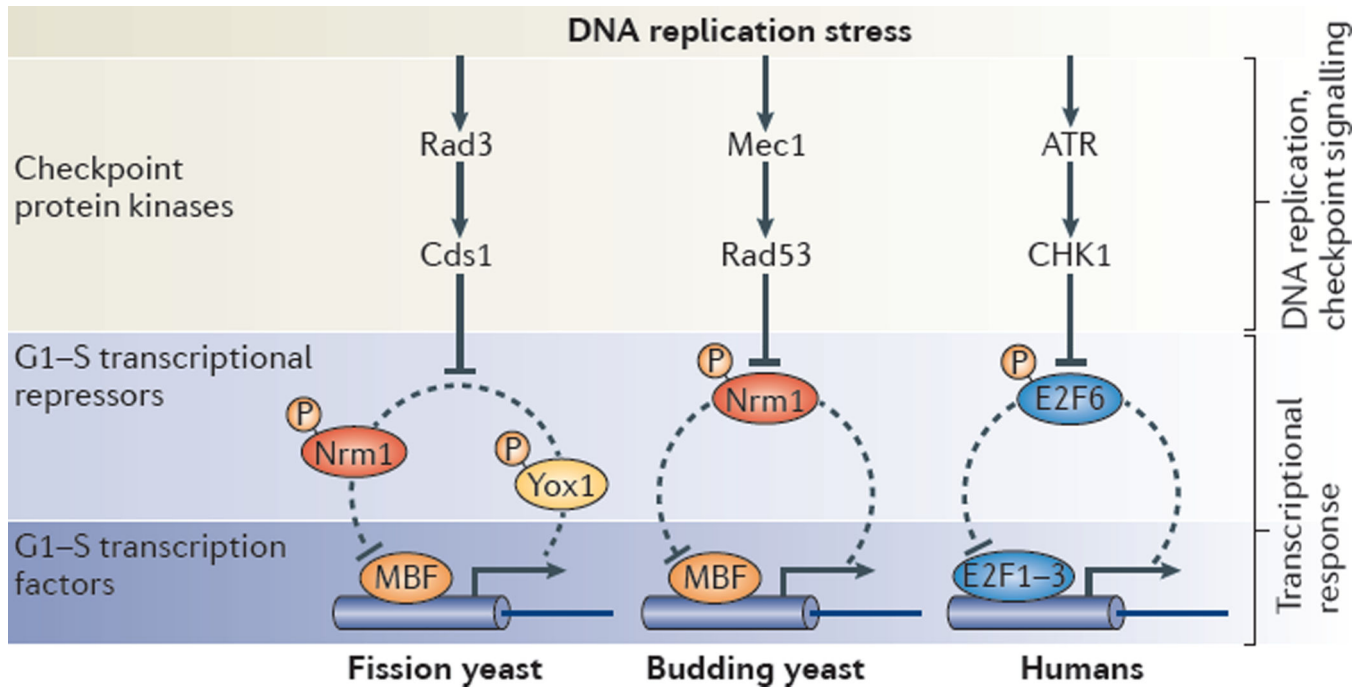 DNA replication stress
Rad3
Mec1
ATR
Checkpoint
protein kinases
Cds1
Rad53
CHK1
DNA replication,
checkpoint signalling
G1–S transcriptional
repressors
P
Nrm1
P
Yox1
P
Nrm1
P
E2F6
G1–S transcription
factors
MBF
MBF
E2F1–3
Transcriptional
response
Fission yeast
Budding yeast
Humans